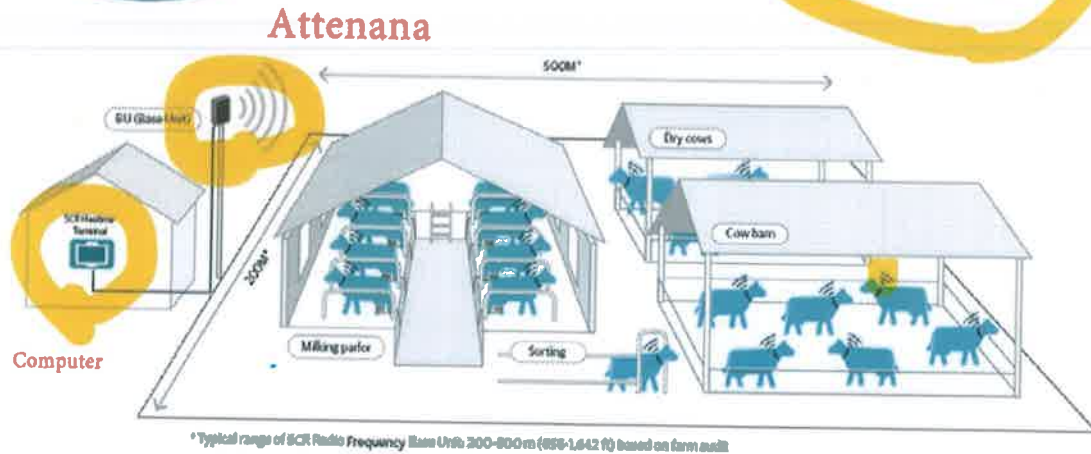 Attenana
500M*
BU (Base Unit)
Dry cows
SCR Heatime
Terminal
Cow barn
200M*
Milking parlor
Sorting
Computer
* Typical range of SCR Radio Frequency Base Unit: 200-500 m (656-1,642 ft) based on farm audit